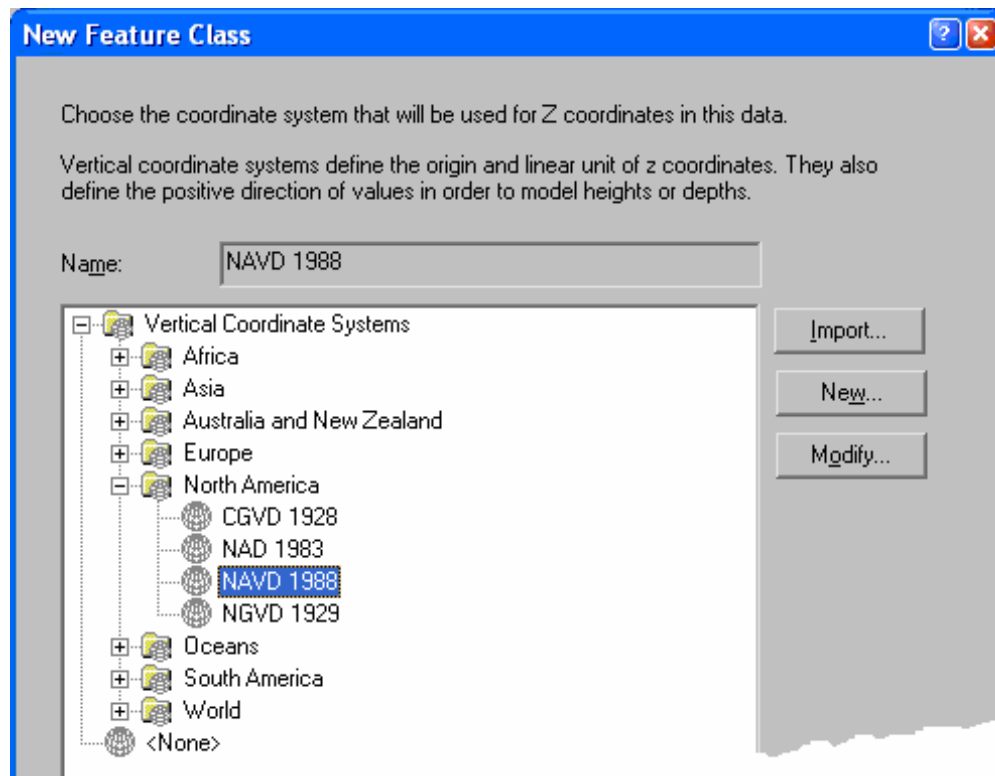 New Feature Class
Choose the coordinate system that will be used for Z coordinates in this data.
Vertical coordinate systems define the origin and linear unit of z coordinates. They also
define the positive direction of values in order to model heights or depths.
Name:
NAVD 1988
Vertical Coordinate Systems
Africa
Asia
Australia and New Zealand
Europe
North America
CGVD 1928
NAD 1983
NAVD 1988
NGVD 1929
Oceans
South America
World
<None>
Import...
New...
Modify...